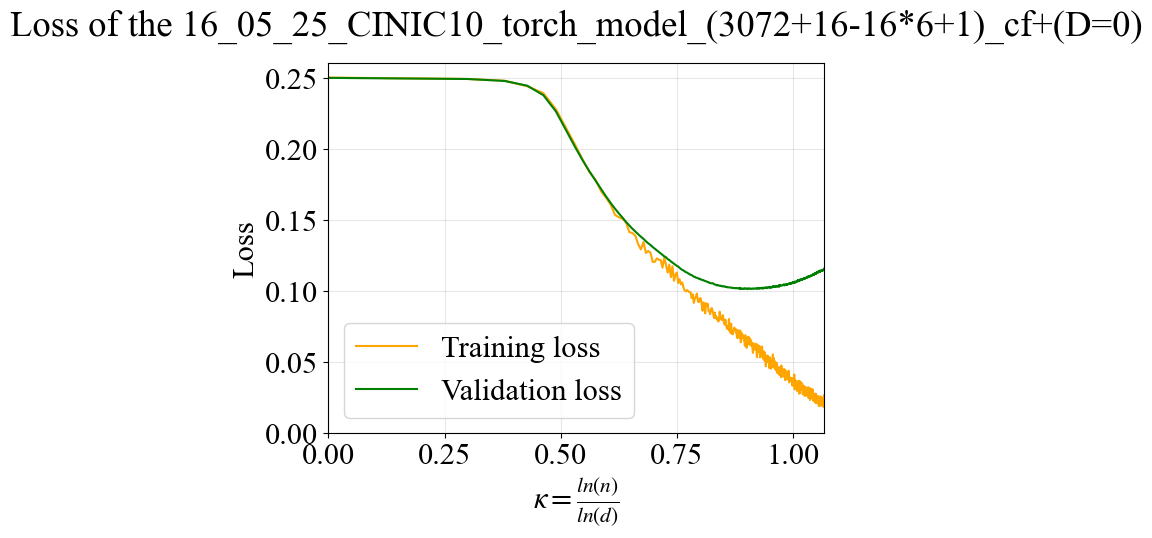 Loss of the 16_05_25_CINIC10_torch_model_(3072+16-16*6+1)_cf+(D=0)
0.25
0.20
0.15
0.10
0.05
0.00
Loss
Training loss
Validation loss
0.00 0.25 0.50 0.75 1.00
κ = ln(n)/ln(d)